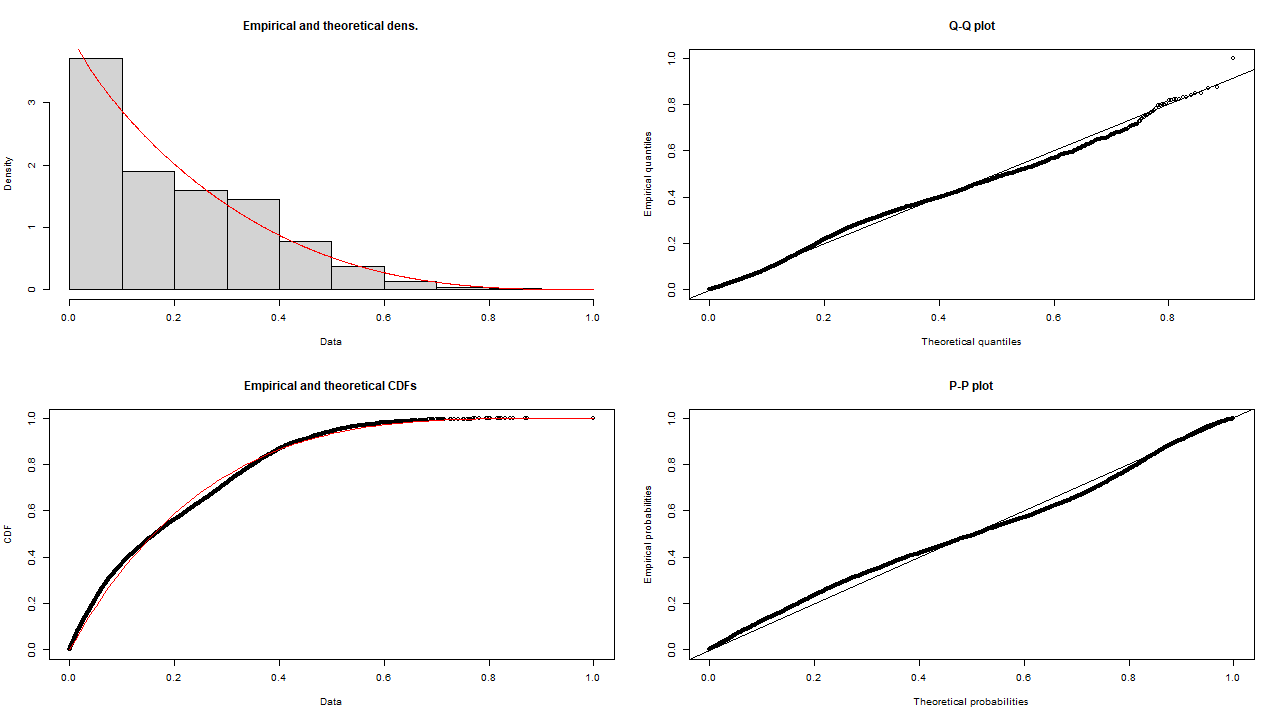 Empirical and theoretical dens.
Density
0 1 2 3
0.0 0.2 0.4 0.6 0.8 1.0
Data
Q-Q plot
Empirical quantiles
0.0 0.2 0.4 0.6 0.8 1.0
0.0 0.2 0.4 0.6 0.8
Theoretical quantiles
Empirical and theoretical CDFs
CDF
0.0 0.2 0.4 0.6 0.8 1.0
0.0 0.2 0.4 0.6 0.8 1.0
Data
P-P plot
Empirical probabilities
0.0 0.2 0.4 0.6 0.8 1.0
0.0 0.2 0.4 0.6 0.8 1.0
Theoretical probabilities